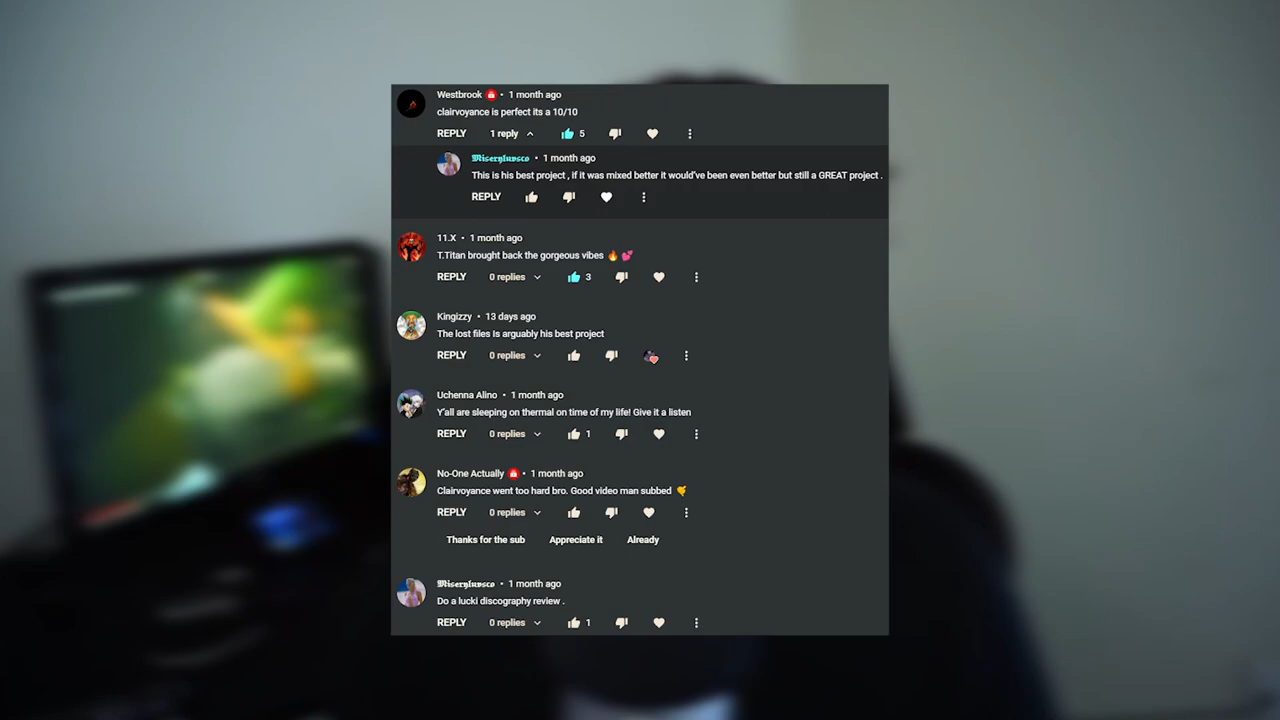 Westbrook • 1 month ago
clairvoyance is perfect its a 10/10
REPLY 1 reply 5
Miseryluvsco • 1 month ago
This is his best project , if it was mixed better it would've been even better but still a GREAT project .
REPLY
11.X • 1 month ago
T.Titan brought back the gorgeous vibes 🔥 💕
REPLY 0 replies 3
Kingizzy • 13 days ago
The lost files Is arguably his best project
REPLY 0 replies
Uchenna Alino • 1 month ago
Y'all are sleeping on thermal on time of my life! Give it a listen
REPLY 0 replies 1
No-One Actually • 1 month ago
Clairvoyance went too hard bro. Good video man subbed
REPLY 0 replies
Thanks for the sub Appreciate it Already
Miseryluvsco • 1 month ago
Do a lucki discography review .
REPLY 0 replies 1